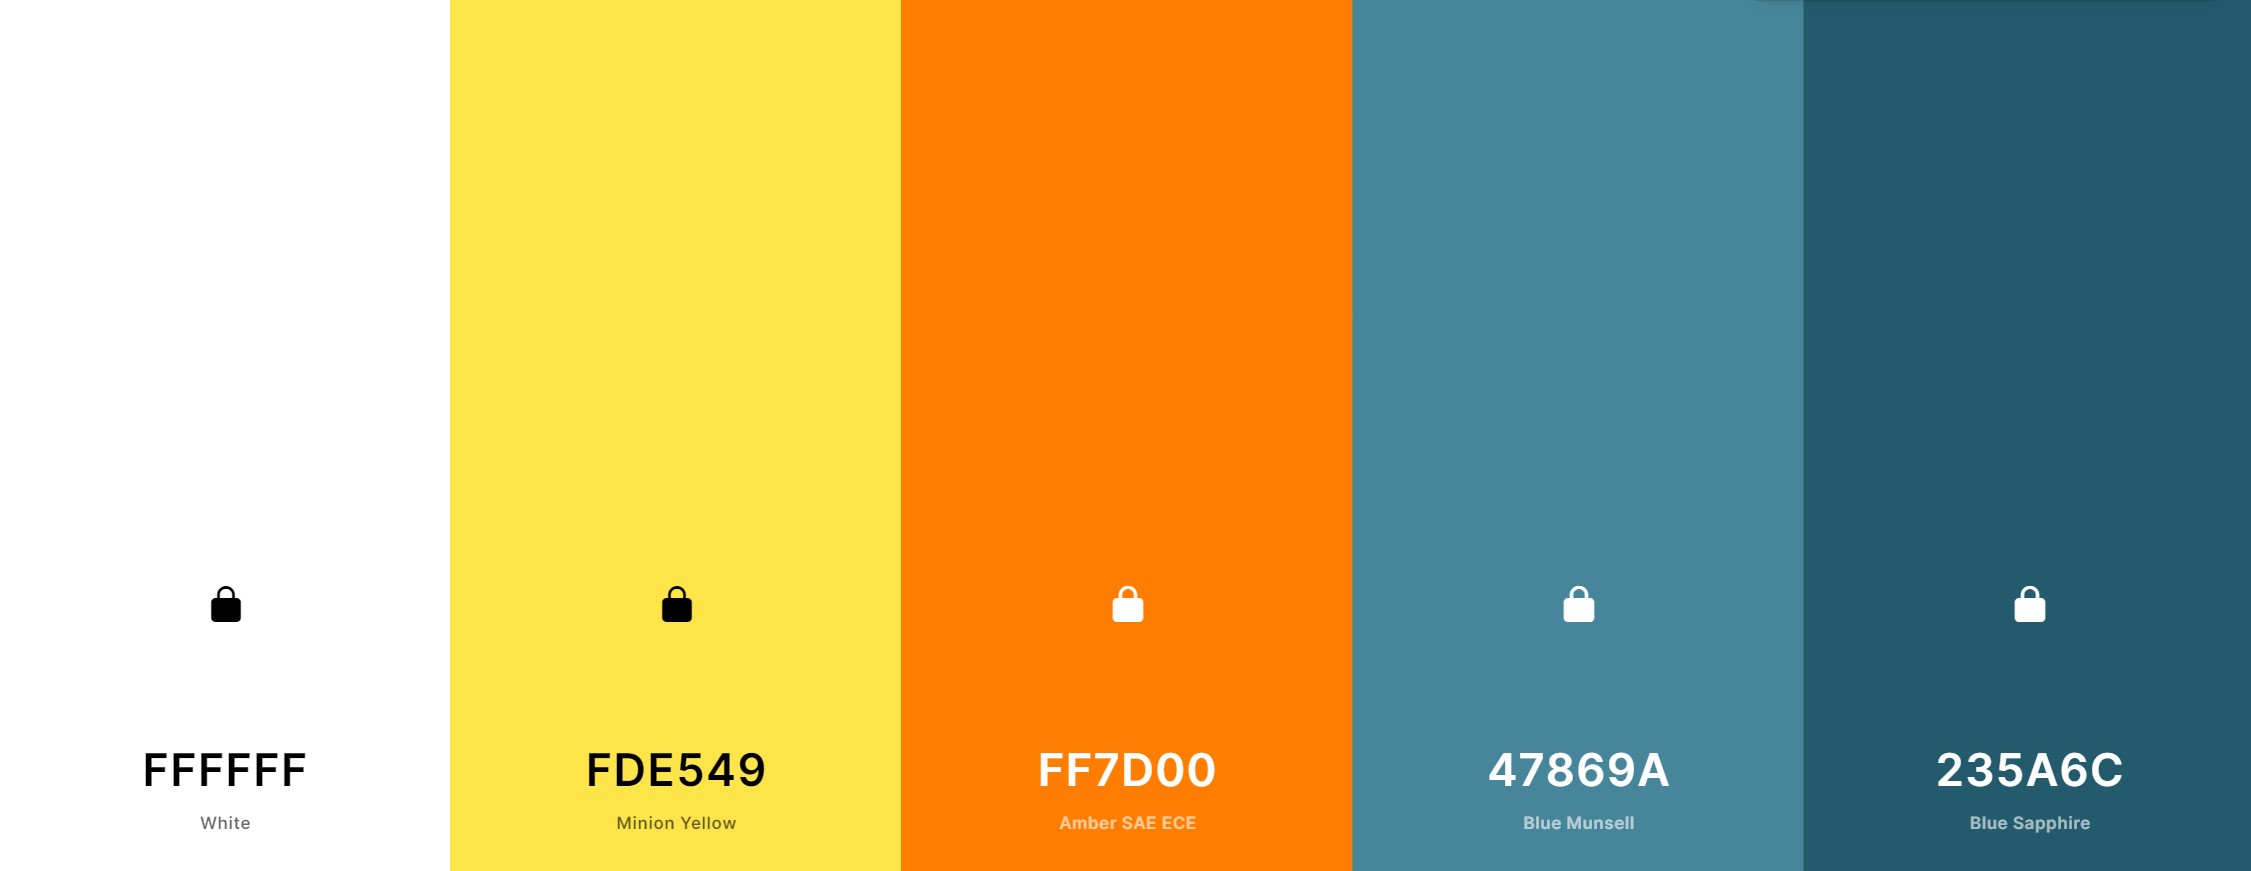 FFFFFF
White
FDE549
Minion Yellow
FF7D00
Amber SAE ECE
47869A
Blue Munsell
235A6C
Blue Sapphire